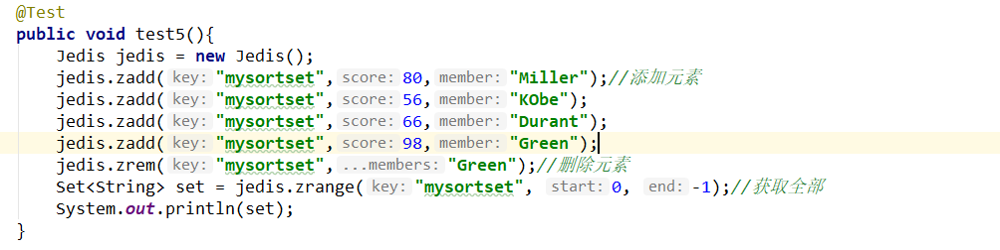 @Test
public void test5(){
Jedis jedis = new Jedis();
jedis.zadd( key: "mysortset", score: 80, member: "Miller");//添加元素
jedis.zadd( key: "mysortset", score: 56, member: "KObe");
jedis.zadd( key: "mysortset", score: 66, member: "Durant");
jedis.zadd( key: "mysortset", score: 98, member: "Green");
jedis.zrem( key: "mysortset", ...members: "Green");//删除元素
Set<String> set = jedis.zrange( key: "mysortset", start: 0, end: -1);//获取全部
System.out.println(set);
}